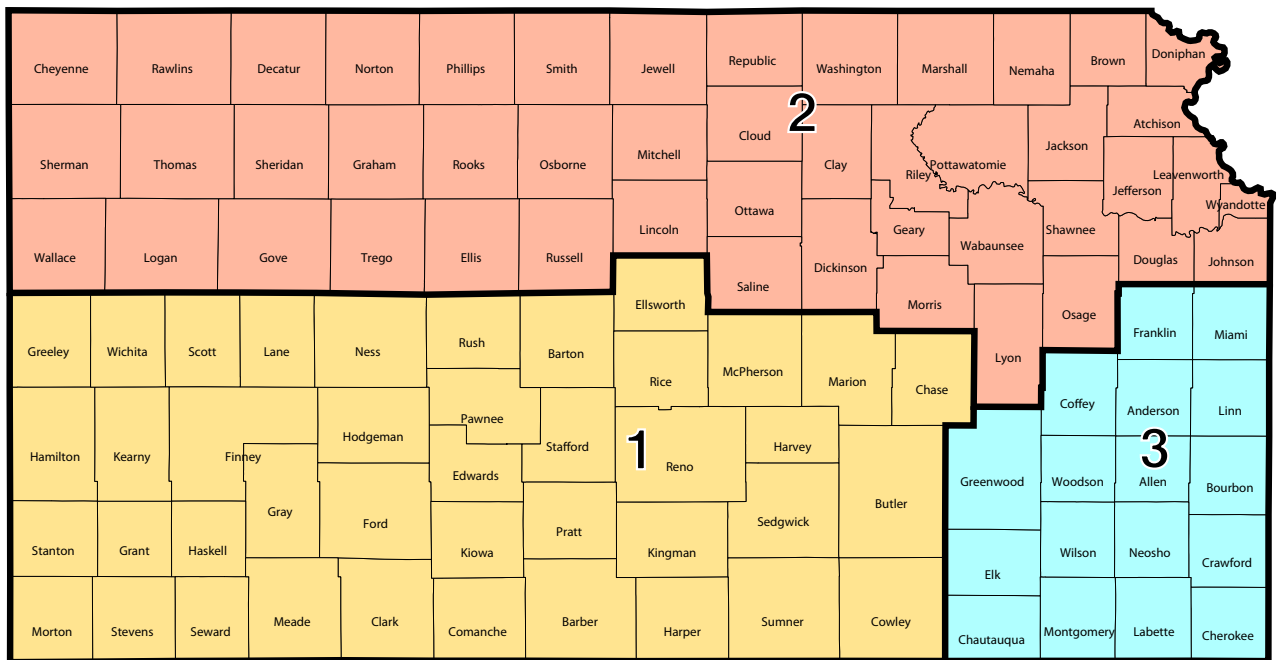 Cheyenne
Rawlins
Decatur
Norton
Phillips
Smith
Jewell
Republic
Washington
Marshall
Nemaha
Brown
Doniphan
2
Sherman
Thomas
Sheridan
Graham
Rooks
Osborne
Mitchell
Cloud
Clay
Riley
Pottawatomie
Jackson
Atchison
Jefferson
Leavenworth
Wyandotte
Wallace
Logan
Gove
Trego
Ellis
Russell
Lincoln
Ottawa
Saline
Dickinson
Geary
Wabaunsee
Shawnee
Douglas
Johnson
Morris
Osage
Lyon
Ellsworth
Greeley
Wichita
Scott
Lane
Ness
Rush
Barton
Rice
McPherson
Marion
Chase
Franklin
Miami
Coffey
Anderson
Linn
Hamilton
Kearny
Finney
Hodgeman
Pawnee
Edwards
Stafford
1
Reno
Harvey
Butler
Greenwood
Woodson
3
Allen
Bourbon
Gray
Ford
Pratt
Sedgwick
Stanton
Grant
Haskell
Kiowa
Kingman
Elk
Wilson
Neosho
Crawford
Morton
Stevens
Seward
Meade
Clark
Comanche
Barber
Harper
Sumner
Cowley
Chautauqua
Montgomery
Labette
Cherokee